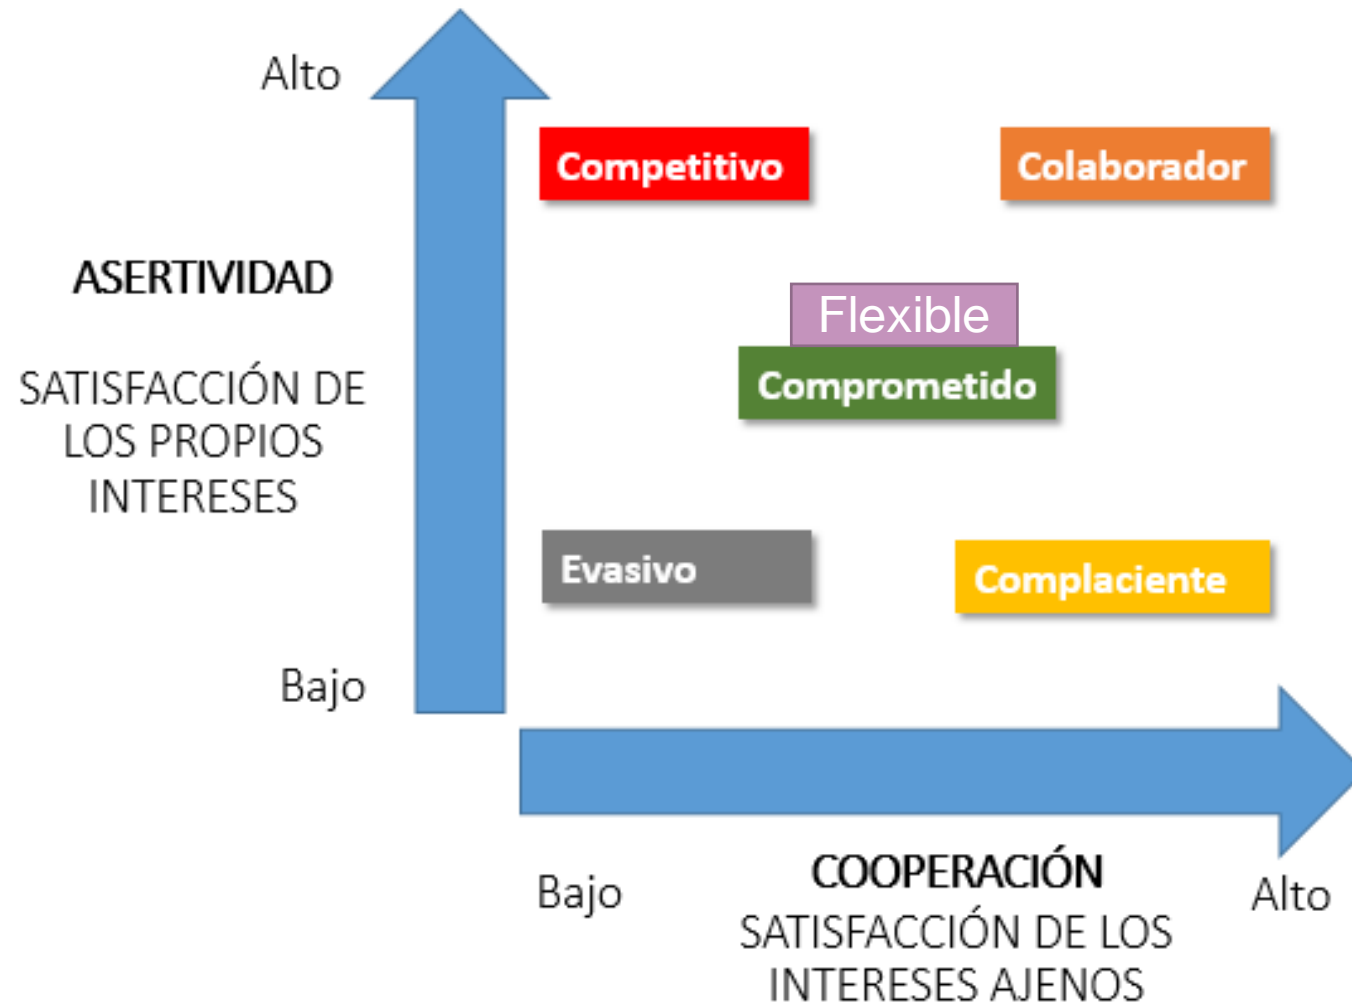 Alto
Competitivo
Colaborador
ASERTIVIDAD
Flexible
SATISFACCIÓN DE
LOS PROPIOS
INTERESES
Comprometido
Evasivo
Complaciente
Bajo
Bajo
COOPERACIÓN
Alto
SATISFACCIÓN DE LOS
INTERESES AJENOS